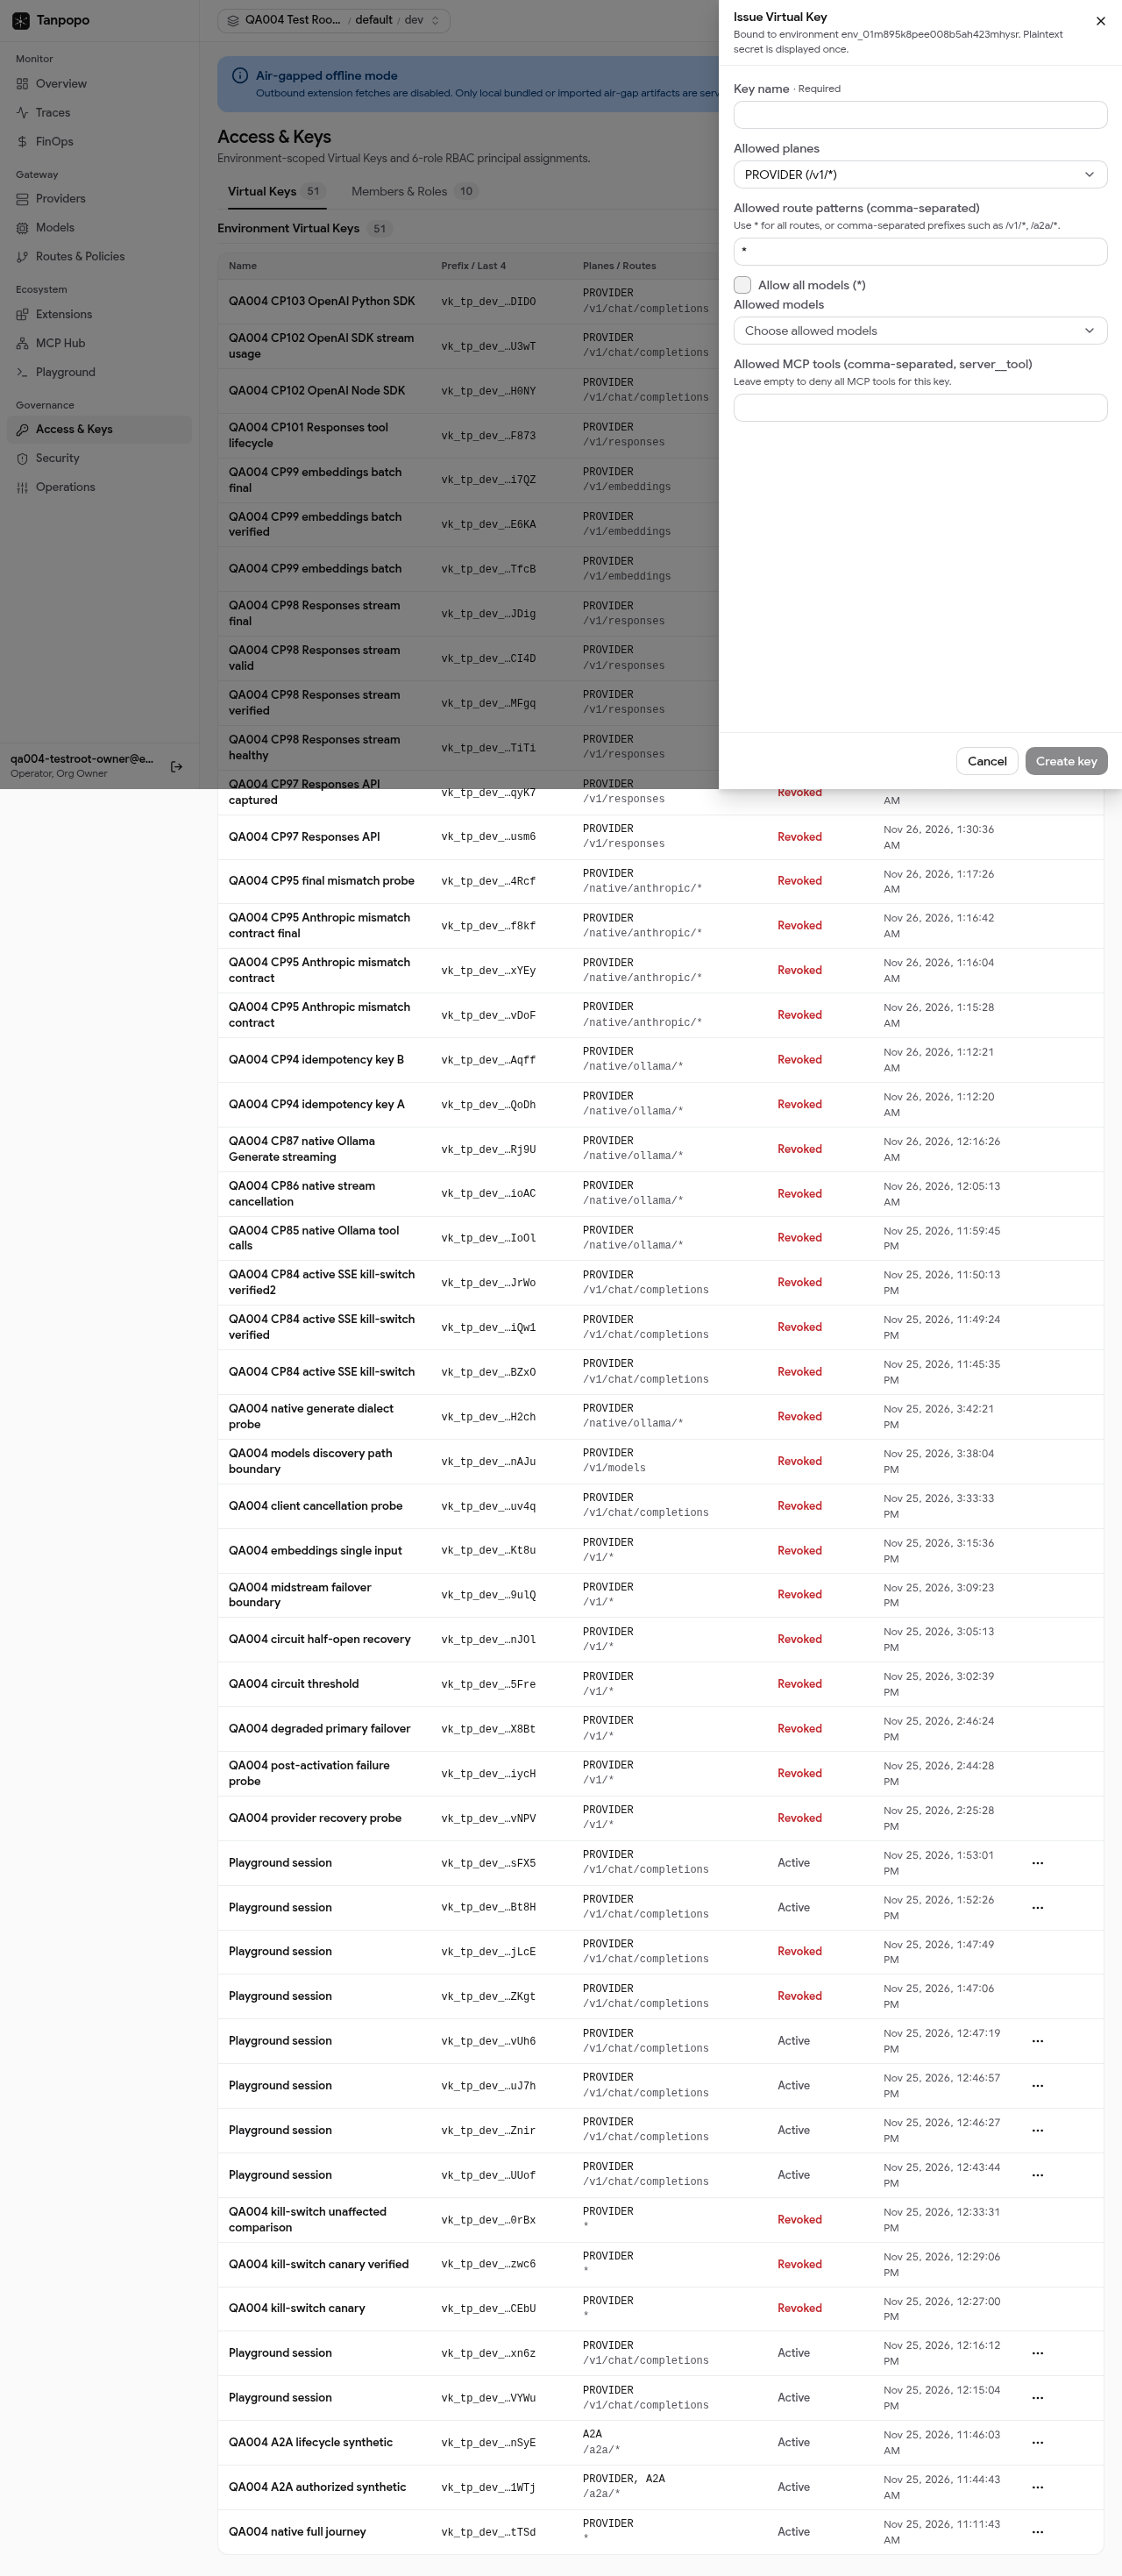 Tanpopo
Monitor
Overview
Traces
FinOps
Gateway
Providers
Models
Routes & Policies
Ecosystem
Extensions
MCP Hub
Playground
Governance
Access & Keys
Security
Operations
qa004-testroot-owner@e...
Operator, Org Owner
QA004 Test Roo... / default / dev
Air-gapped offline mode
Outbound extension fetches are disabled. Only local bundled or imported air-gap artifacts are serv
Access & Keys
Environment-scoped Virtual Keys and 6-role RBAC principal assignments.
Virtual Keys 51 Members & Roles 10
Environment Virtual Keys 51
Name Prefix / Last 4 Planes / Routes
QA004 CP103 OpenAI Python SDK vk_tp_dev_…DIDO PROVIDER
/v1/chat/completions
QA004 CP102 OpenAI SDK stream vk_tp_dev_…U3wT PROVIDER
usage /v1/chat/completions
QA004 CP102 OpenAI Node SDK vk_tp_dev_…H0NY PROVIDER
/v1/chat/completions
QA004 CP101 Responses tool vk_tp_dev_…F873 PROVIDER
lifecycle /v1/responses
QA004 CP99 embeddings batch vk_tp_dev_…i7QZ PROVIDER
final /v1/embeddings
QA004 CP99 embeddings batch vk_tp_dev_…E6KA PROVIDER
verified /v1/embeddings
QA004 CP99 embeddings batch vk_tp_dev_…TfcB PROVIDER
/v1/embeddings
QA004 CP98 Responses stream vk_tp_dev_…JDig PROVIDER
final /v1/responses
QA004 CP98 Responses stream vk_tp_dev_…CI4D PROVIDER
valid /v1/responses
QA004 CP98 Responses stream vk_tp_dev_…MFgq PROVIDER
verified /v1/responses
QA004 CP98 Responses stream vk_tp_dev_…TiTi PROVIDER
healthy /v1/responses
QA004 CP97 Responses API vk_tp_dev_…qyK7 PROVIDER Revoked
captured /v1/responses AM
QA004 CP97 Responses API vk_tp_dev_…usm6 PROVIDER Revoked Nov 26, 2026, 1:30:36
/v1/responses AM
QA004 CP95 final mismatch probe vk_tp_dev_…4Rcf PROVIDER Revoked Nov 26, 2026, 1:17:26
/native/anthropic/* AM
QA004 CP95 Anthropic mismatch vk_tp_dev_…f8kf PROVIDER Revoked Nov 26, 2026, 1:16:42
contract final /native/anthropic/* AM
QA004 CP95 Anthropic mismatch vk_tp_dev_…xYEy PROVIDER Revoked Nov 26, 2026, 1:16:04
contract /native/anthropic/* AM
QA004 CP95 Anthropic mismatch vk_tp_dev_…vDoF PROVIDER Revoked Nov 26, 2026, 1:15:28
contract /native/anthropic/* AM
QA004 CP94 idempotency key B vk_tp_dev_…Aqff PROVIDER Revoked Nov 26, 2026, 1:12:21
/native/ollama/* AM
QA004 CP94 idempotency key A vk_tp_dev_…QoDh PROVIDER Revoked Nov 26, 2026, 1:12:20
/native/ollama/* AM
QA004 CP87 native Ollama vk_tp_dev_…Rj9U PROVIDER Revoked Nov 26, 2026, 12:16:26
Generate streaming /native/ollama/* AM
QA004 CP86 native stream vk_tp_dev_…ioAC PROVIDER Revoked Nov 26, 2026, 12:05:13
cancellation /native/ollama/* AM
QA004 CP85 native Ollama tool vk_tp_dev_…IoOl PROVIDER Revoked Nov 25, 2026, 11:59:45
calls /native/ollama/* PM
QA004 CP84 active SSE kill-switch vk_tp_dev_…JrWo PROVIDER Revoked Nov 25, 2026, 11:50:13
verified2 /v1/chat/completions PM
QA004 CP84 active SSE kill-switch vk_tp_dev_…iQw1 PROVIDER Revoked Nov 25, 2026, 11:49:24
verified /v1/chat/completions PM
QA004 CP84 active SSE kill-switch vk_tp_dev_…BZxO PROVIDER Revoked Nov 25, 2026, 11:45:35
/v1/chat/completions PM
QA004 native generate dialect vk_tp_dev_…H2ch PROVIDER Revoked Nov 25, 2026, 3:42:21
probe /native/ollama/* PM
QA004 models discovery path vk_tp_dev_…nAJu PROVIDER Revoked Nov 25, 2026, 3:38:04
boundary /v1/models PM
QA004 client cancellation probe vk_tp_dev_…uv4q PROVIDER Revoked Nov 25, 2026, 3:33:33
/v1/chat/completions PM
QA004 embeddings single input vk_tp_dev_…Kt8u PROVIDER Revoked Nov 25, 2026, 3:15:36
/v1/* PM
QA004 midstream failover vk_tp_dev_…9ulQ PROVIDER Revoked Nov 25, 2026, 3:09:23
boundary /v1/* PM
QA004 circuit half-open recovery vk_tp_dev_…nJOl PROVIDER Revoked Nov 25, 2026, 3:05:13
/v1/* PM
QA004 circuit threshold vk_tp_dev_…5Fre PROVIDER Revoked Nov 25, 2026, 3:02:39
/v1/* PM
QA004 degraded primary failover vk_tp_dev_…X8Bt PROVIDER Revoked Nov 25, 2026, 2:46:24
/v1/* PM
QA004 post-activation failure vk_tp_dev_…iycH PROVIDER Revoked Nov 25, 2026, 2:44:28
probe /v1/* PM
QA004 provider recovery probe vk_tp_dev_…vNPV PROVIDER Revoked Nov 25, 2026, 2:25:28
/v1/* PM
Playground session vk_tp_dev_…sFX5 PROVIDER Active Nov 25, 2026, 1:53:01
/v1/chat/completions PM
Playground session vk_tp_dev_…Bt8H PROVIDER Active Nov 25, 2026, 1:52:26
/v1/chat/completions PM
Playground session vk_tp_dev_…jLcE PROVIDER Revoked Nov 25, 2026, 1:47:49
/v1/chat/completions PM
Playground session vk_tp_dev_…ZKgt PROVIDER Revoked Nov 25, 2026, 1:47:06
/v1/chat/completions PM
Playground session vk_tp_dev_…vUh6 PROVIDER Active Nov 25, 2026, 12:47:19
/v1/chat/completions PM
Playground session vk_tp_dev_…uJ7h PROVIDER Active Nov 25, 2026, 12:46:57
/v1/chat/completions PM
Playground session vk_tp_dev_…Znir PROVIDER Active Nov 25, 2026, 12:46:27
/v1/chat/completions PM
Playground session vk_tp_dev_…UUof PROVIDER Active Nov 25, 2026, 12:43:44
/v1/chat/completions PM
QA004 kill-switch unaffected vk_tp_dev_…0rBx PROVIDER Revoked Nov 25, 2026, 12:33:31
comparison * PM
QA004 kill-switch canary verified vk_tp_dev_…zwc6 PROVIDER Revoked Nov 25, 2026, 12:29:06
* PM
QA004 kill-switch canary vk_tp_dev_…CEbU PROVIDER Revoked Nov 25, 2026, 12:27:00
* PM
Playground session vk_tp_dev_…xn6z PROVIDER Active Nov 25, 2026, 12:16:12
/v1/chat/completions PM
Playground session vk_tp_dev_…VYWu PROVIDER Active Nov 25, 2026, 12:15:04
/v1/chat/completions PM
QA004 A2A lifecycle synthetic vk_tp_dev_…nSyE A2A Active Nov 25, 2026, 11:46:03
/a2a/* AM
QA004 A2A authorized synthetic vk_tp_dev_…1WTj PROVIDER, A2A Active Nov 25, 2026, 11:44:43
/a2a/* AM
QA004 native full journey vk_tp_dev_…tTSd PROVIDER Active Nov 25, 2026, 11:11:43
* AM
Issue Virtual Key
Bound to environment env_01m895k8pee008b5ah423mhysr. Plaintext
secret is displayed once.
Key name · Required
Allowed planes
PROVIDER (/v1/*)
Allowed route patterns (comma-separated)
Use * for all routes, or comma-separated prefixes such as /v1/*, /a2a/*.
*
Allow all models (*)
Allowed models
Choose allowed models
Allowed MCP tools (comma-separated, server__tool)
Leave empty to deny all MCP tools for this key.
Cancel Create key